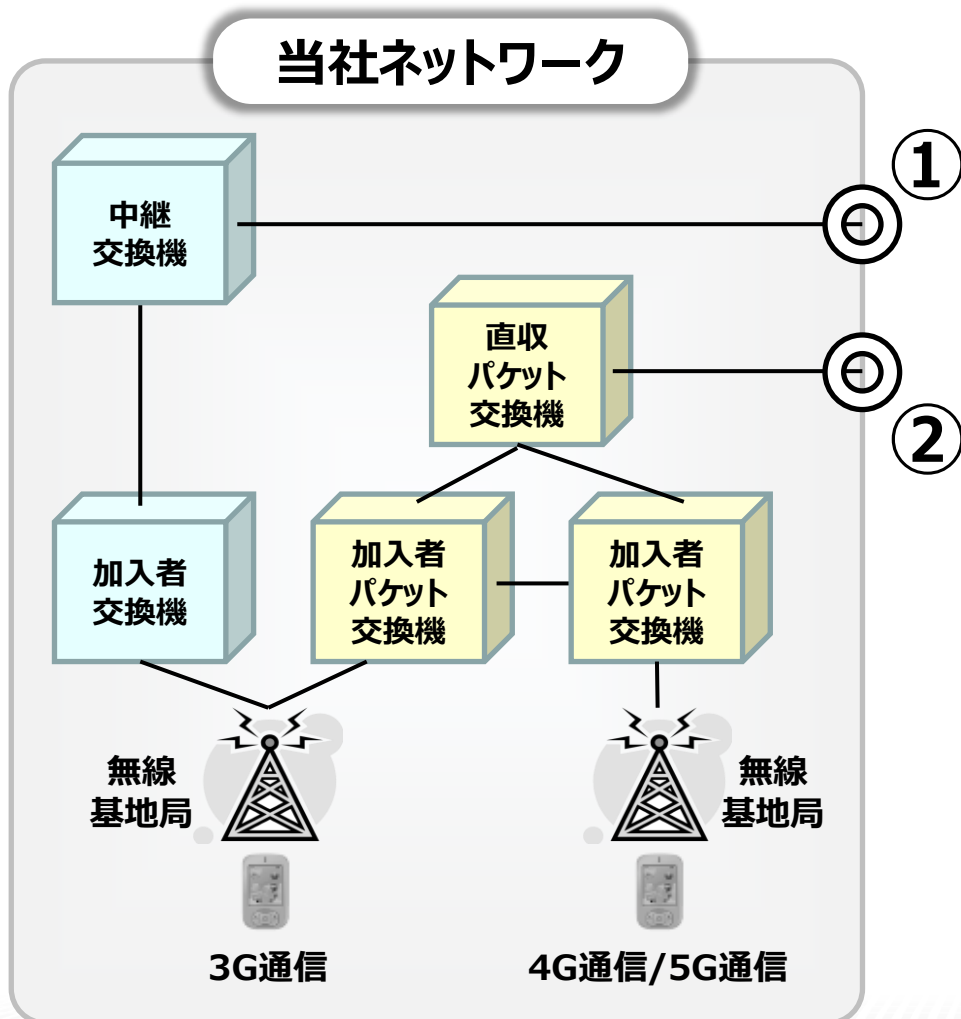 当社ネットワーク
①
中継
交換機
直収
パケット
交換機
②
加入者
交換機
加入者
パケット
交換機
加入者
パケット
交換機
無線
基地局
無線
基地局
3G通信
4G通信/5G通信